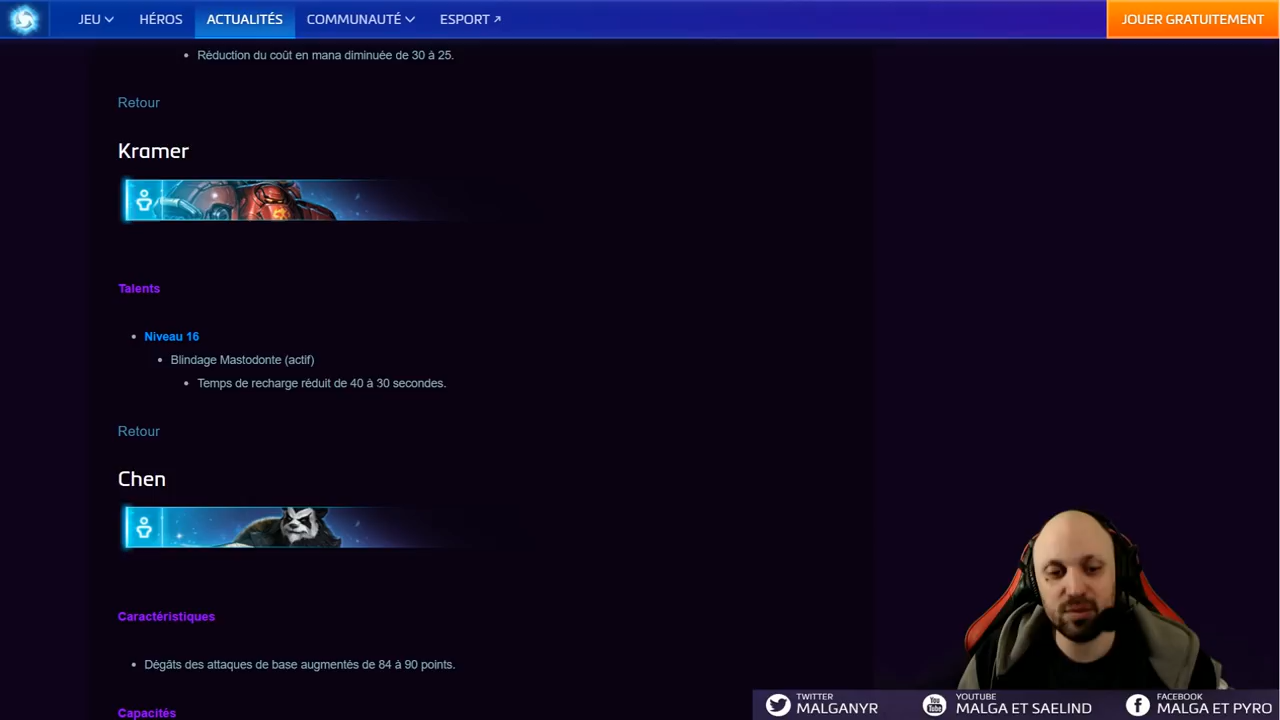 JEU HÉROS ACTUALITÉS COMMUNAUTÉ ESPORT JOUER GRATUITEMENT
Réduction du coût en mana diminuée de 30 à 25.
Retour
Kramer
Talents
Niveau 16
Blindage Mastodonte (actif)
Temps de recharge réduit de 40 à 30 secondes.
Retour
Chen
Caractéristiques
Dégâts des attaques de base augmentés de 84 à 90 points.
Capacités
TWITTER
MALGANYR
YOUTUBE
MALGA ET SAELIND
FACEBOOK
MALGA ET PYRO